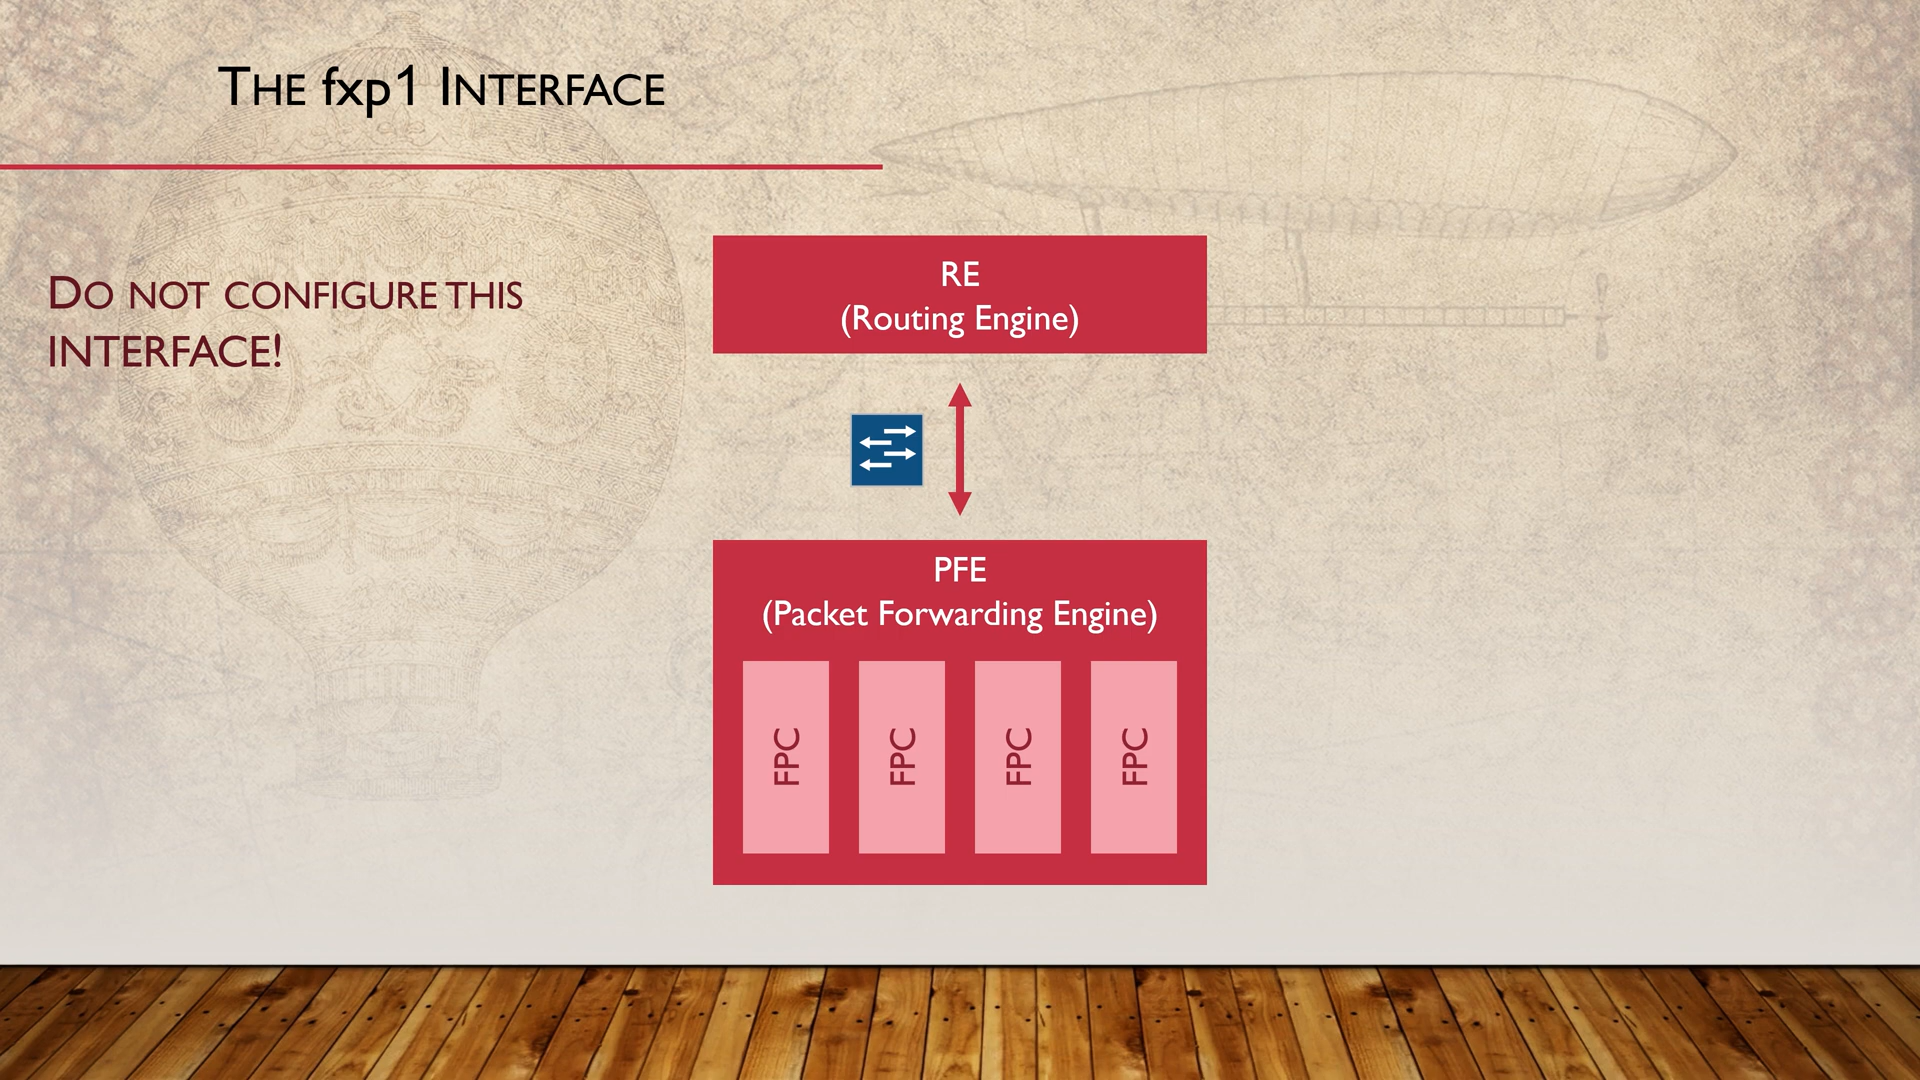 THE fxp1 INTERFACE
DO NOT CONFIGURE THIS
INTERFACE!
RE
(Routing Engine)
PFE
(Packet Forwarding Engine)
FPC
FPC
FPC
FPC